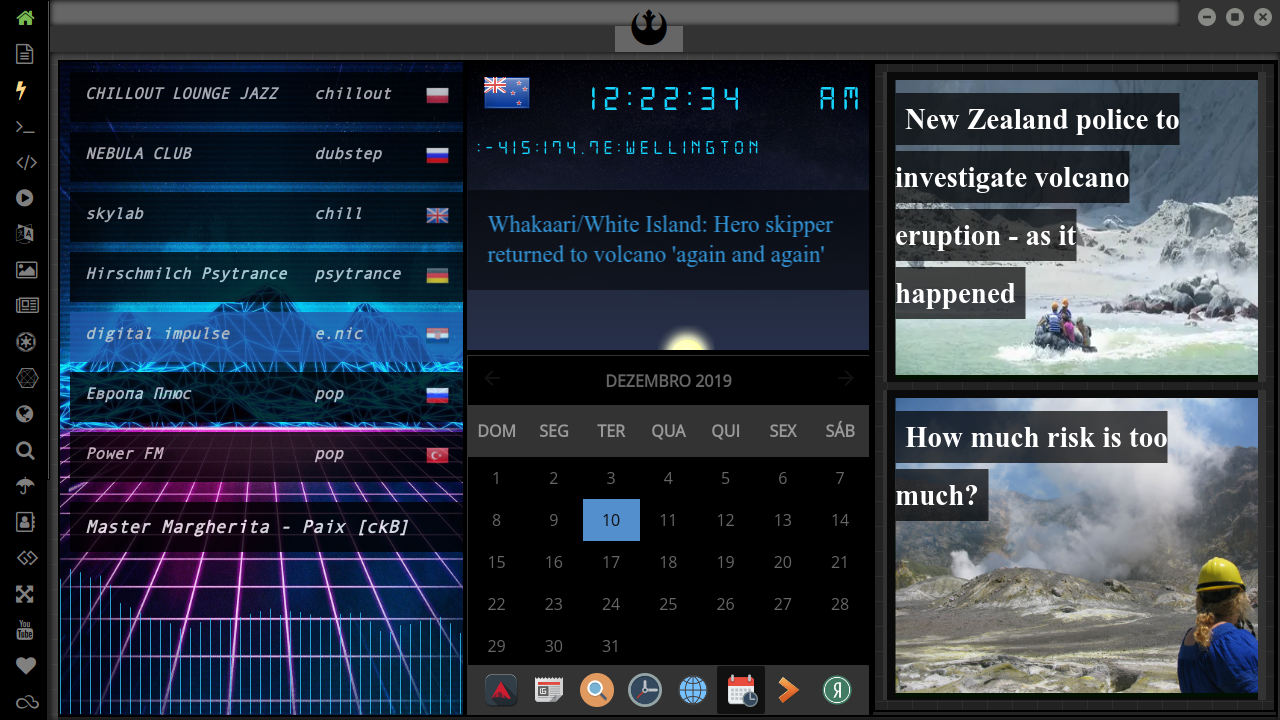 CHILLOUT LOUNGE JAZZ chillout
NEBULA CLUB dubstep
skylab chill
Hirschmilch Psytrance psytrance
digital impulse e.nic
Европа Плюс pop
Power FM pop
Master Margherita - Paix [ckB]
12:22:34 AM
:-41S:174.7E:WELLINGTON
Whakaari/White Island: Hero skipper
returned to volcano 'again and again'
DEZEMBRO 2019
DOM SEG TER QUA QUI SEX SÁB
1 2 3 4 5 6 7
8 9 10 11 12 13 14
15 16 17 18 19 20 21
22 23 24 25 26 27 28
29 30 31
Я
New Zealand police to
investigate volcano
eruption - as it
happened
How much risk is too
much?
You
Tube